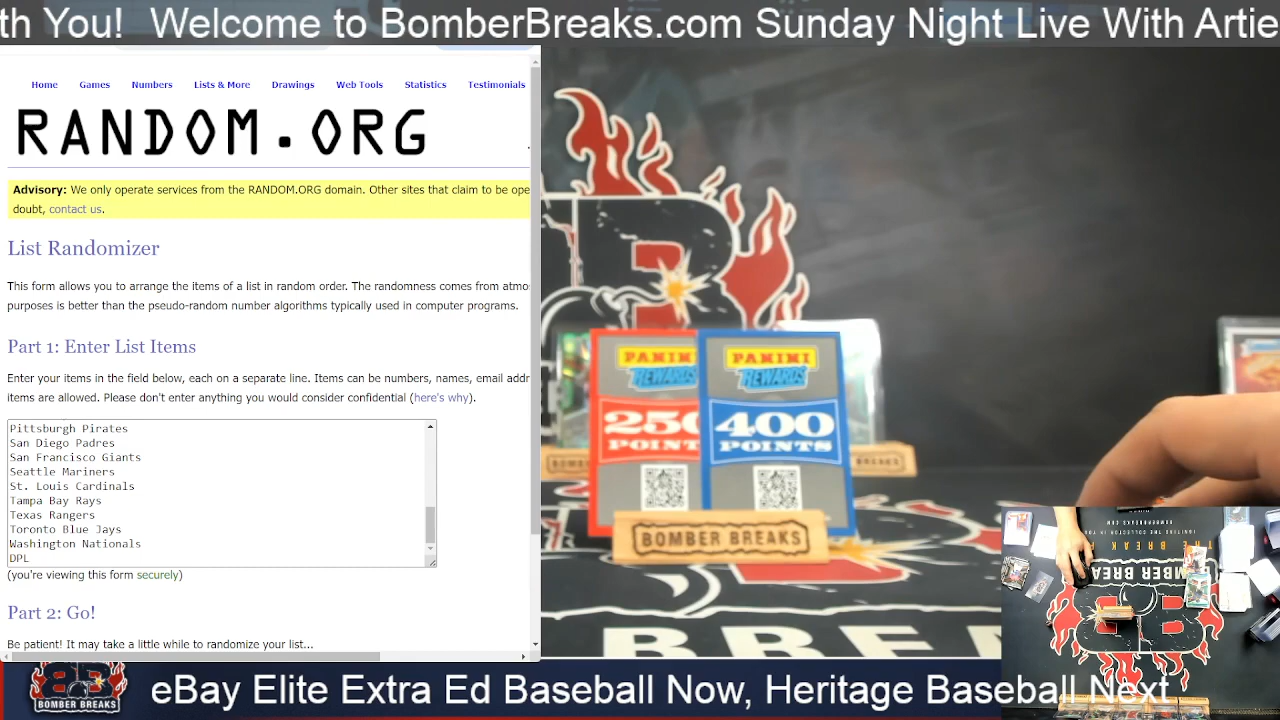 th You!  Welcome to BomberBreaks.com Sunday Night Live With Artie
Home Games Numbers Lists & More Drawings Web Tools Statistics Testimonials
RANDOM.ORG
Advisory: We only operate services from the RANDOM.ORG domain. Other sites that claim to be ope
doubt, contact us.
List Randomizer
This form allows you to arrange the items of a list in random order. The randomness comes from atmo
purposes is better than the pseudo-random number algorithms typically used in computer programs.
Part 1: Enter List Items
Enter your items in the field below, each on a separate line. Items can be numbers, names, email addr
items are allowed. Please don't enter anything you would consider confidential (here's why).
Pittsburgh Pirates
San Diego Padres
San Francisco Giants
Seattle Mariners
St. Louis Cardinals
Tampa Bay Rays
Texas Rangers
Toronto Blue Jays
Washington Nationals
DPL
(you're viewing this form securely)
Part 2: Go!
Be patient! It may take a little while to randomize your list...
PANINI
REWARDS
250
POINT
PANINI
REWARDS
400
POINTS
BREAKS
BOMBER BREAKS
BREA
THE BREAK
MBER BREA
BOMBER BREAKS
eBay Elite Extra Ed Baseball Now, Heritage Baseball Next